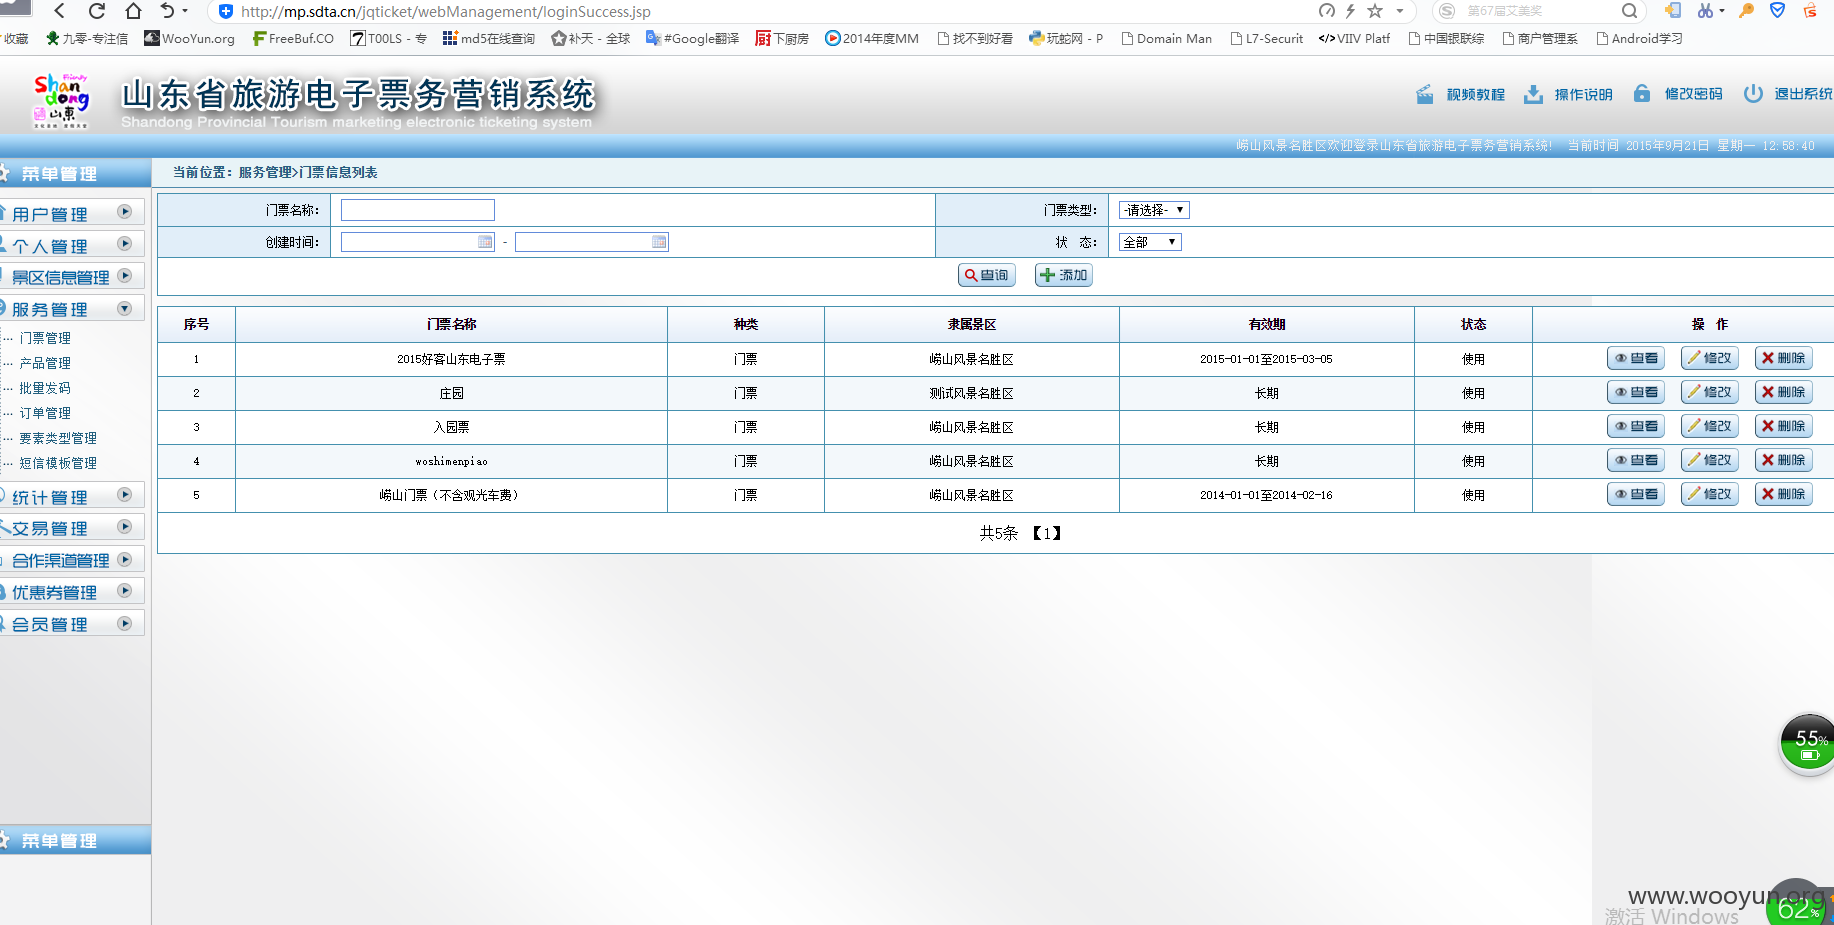 http://mp.sdta.cn/jqticket/webManagement/loginSuccess.jsp
第67届艾美奖
收藏 九零-专注信 WooYun.org FreeBuf.CO T00LS - 专 md5在线查询 补天 - 全球 #Google翻译 下厨房 2014年度MM 找不到好看 玩蛇网 - P Domain Man L7-Securit VIIV Platf 中国银联综 商户管理系 Android学习
Friendly Shandong 山東
山东省旅游电子票务营销系统
Shandong Provincial Tourism marketing electronic ticketing system
视频教程 操作说明 修改密码 退出系统
崂山风景名胜区欢迎登录山东省旅游电子票务营销系统! 当前时间 2015年9月21日 星期一 12:58:40
菜单管理
当前位置：服务管理>门票信息列表
用户管理
个人管理
景区信息管理
服务管理
门票管理
产品管理
批量发码
订单管理
要素类型管理
短信模板管理
统计管理
交易管理
合作渠道管理
优惠券管理
会员管理
菜单管理
门票名称： 门票类型： -请选择-
创建时间： - 状 态： 全部
查询 添加
序号 门票名称 种类 隶属景区 有效期 状态 操 作
1 2015好客山东电子票 门票 崂山风景名胜区 2015-01-01至2015-03-05 使用 查看 修改 删除
2 庄园 门票 测试风景名胜区 长期 使用 查看 修改 删除
3 入园票 门票 崂山风景名胜区 长期 使用 查看 修改 删除
4 woshimenpiao 门票 崂山风景名胜区 长期 使用 查看 修改 删除
5 崂山门票（不含观光车费） 门票 崂山风景名胜区 2014-01-01至2014-02-16 使用 查看 修改 删除
共5条 【1】
55%
www.wooyun.org
激活 Windows
62%